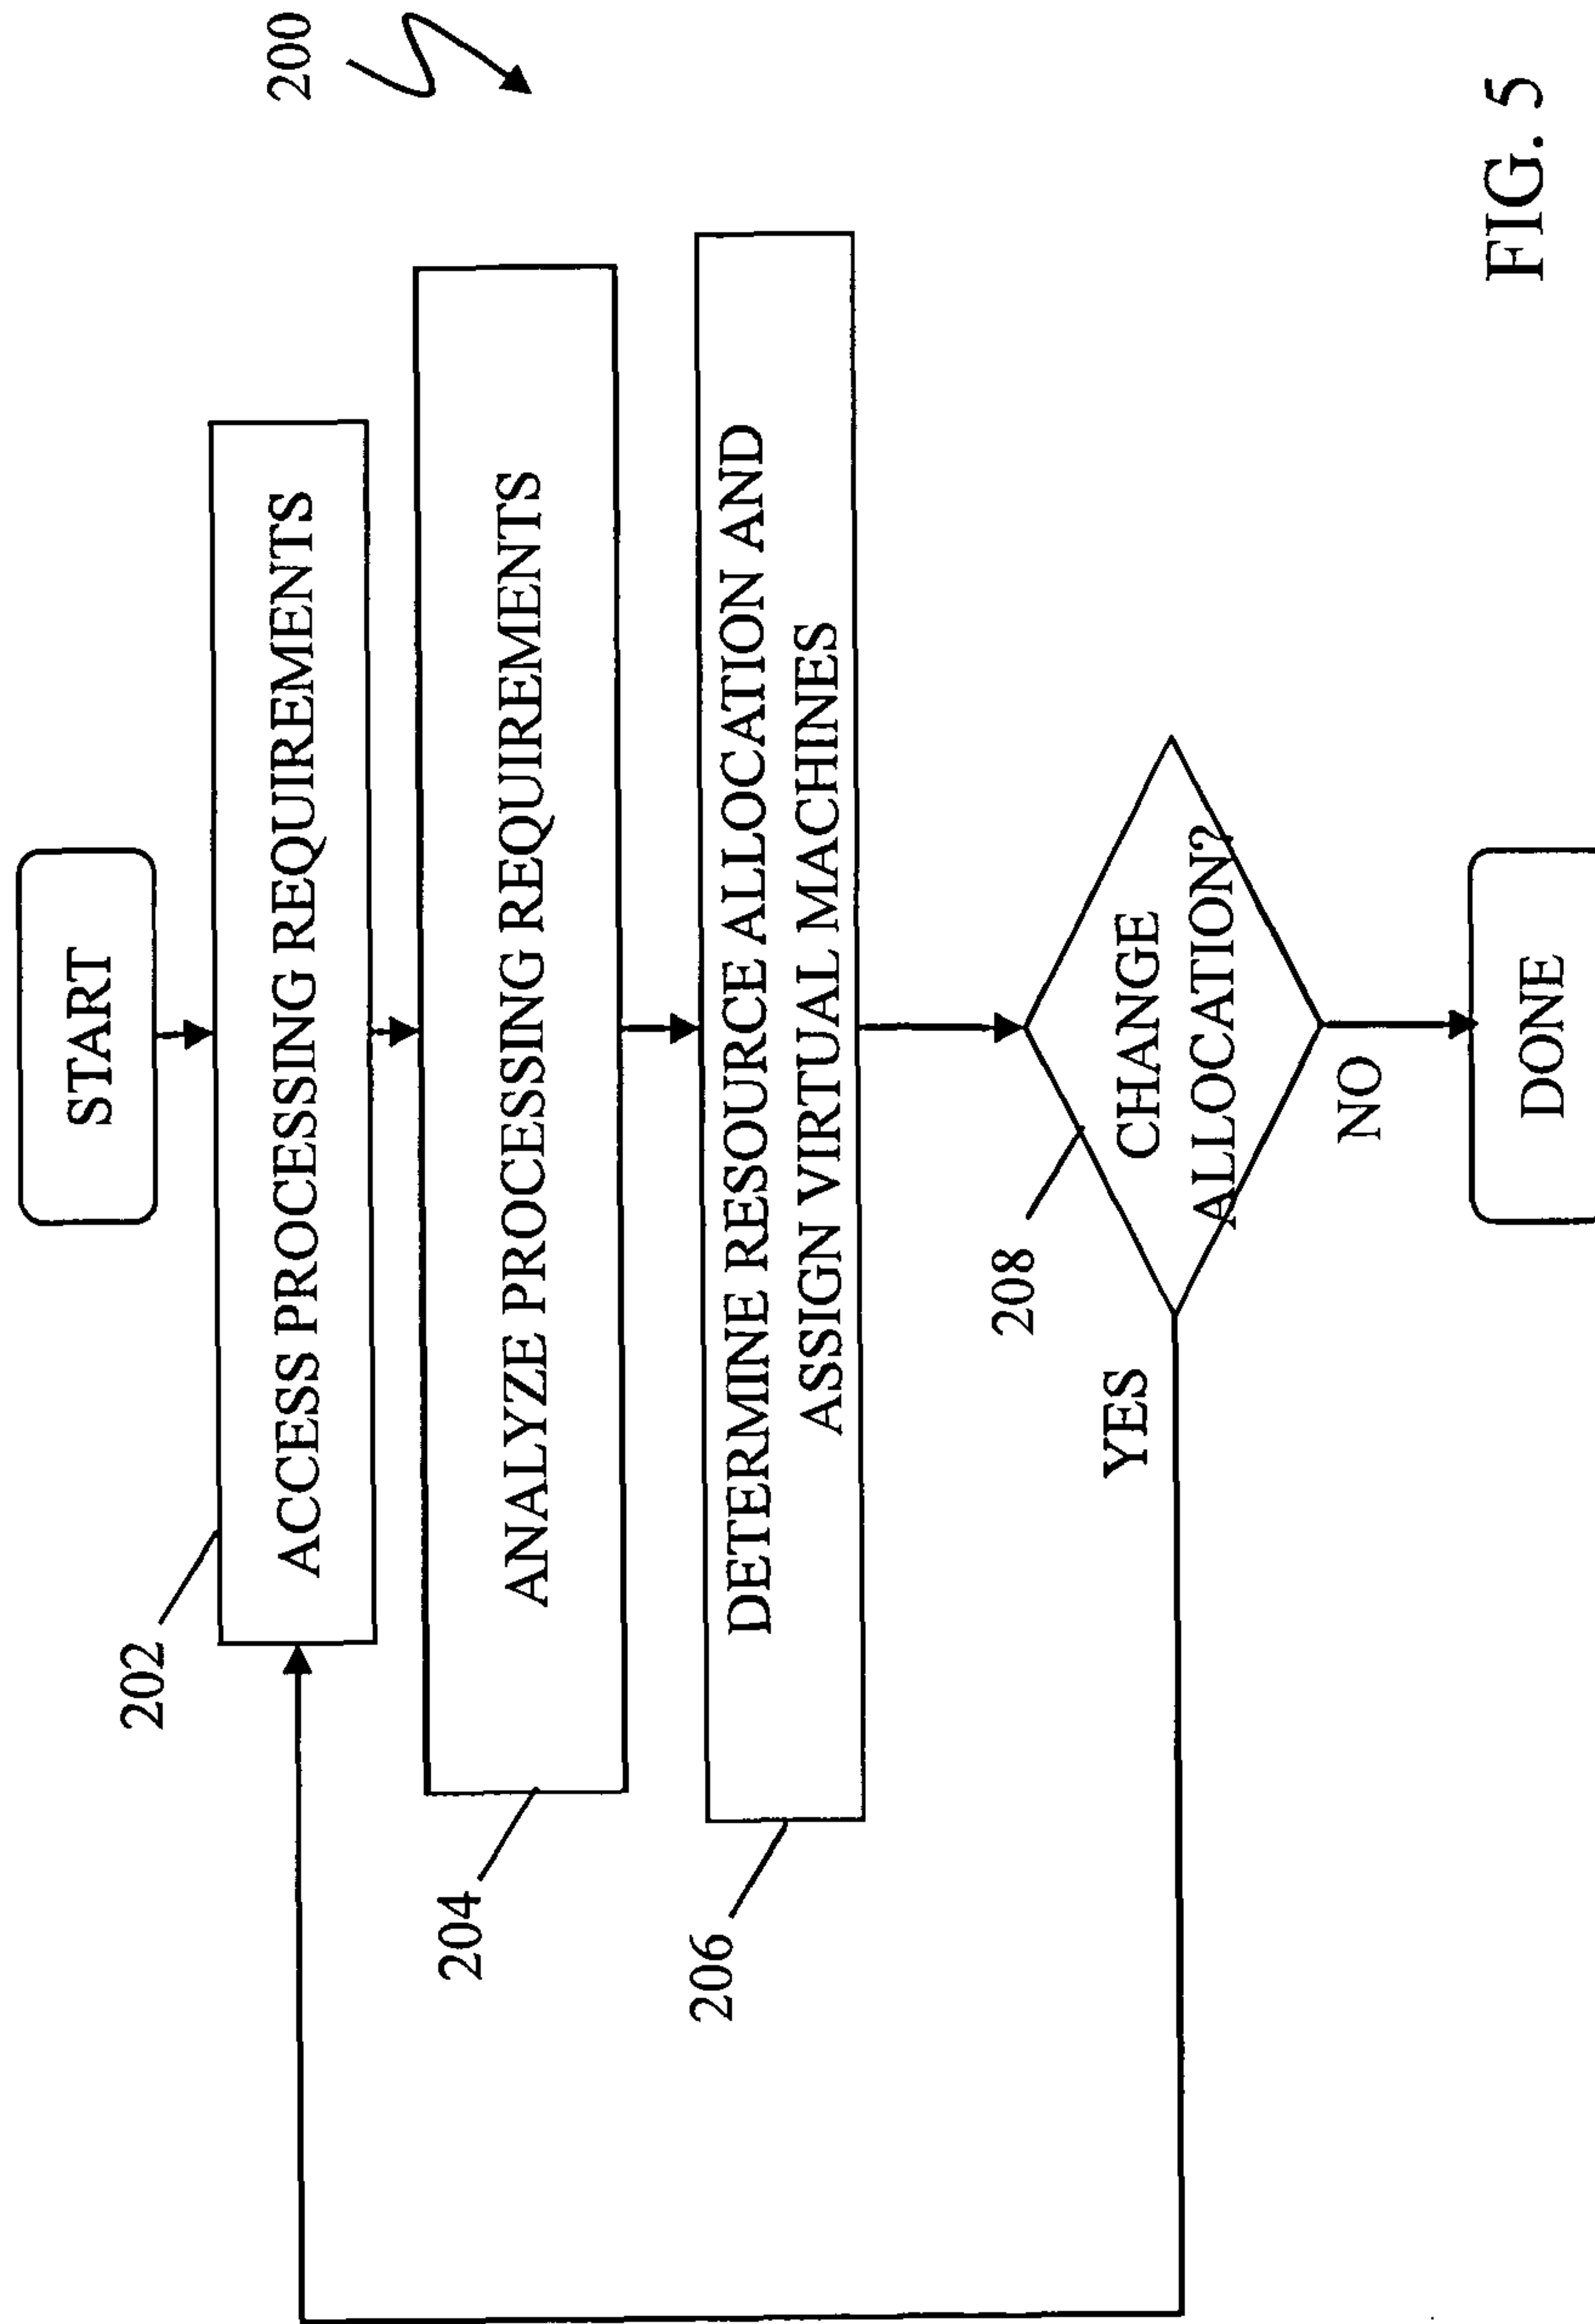 200
START
202
ACCESS PROCESSING REQUIREMENTS
204
ANALYZE PROCESSING REQUIREMENTS
206
DETERMINE RESOURCE ALLOCATION AND
ASSIGN VIRTUAL MACHINES
208
CHANGE
ALLOCATION?
YES
NO
DONE
FIG. 5